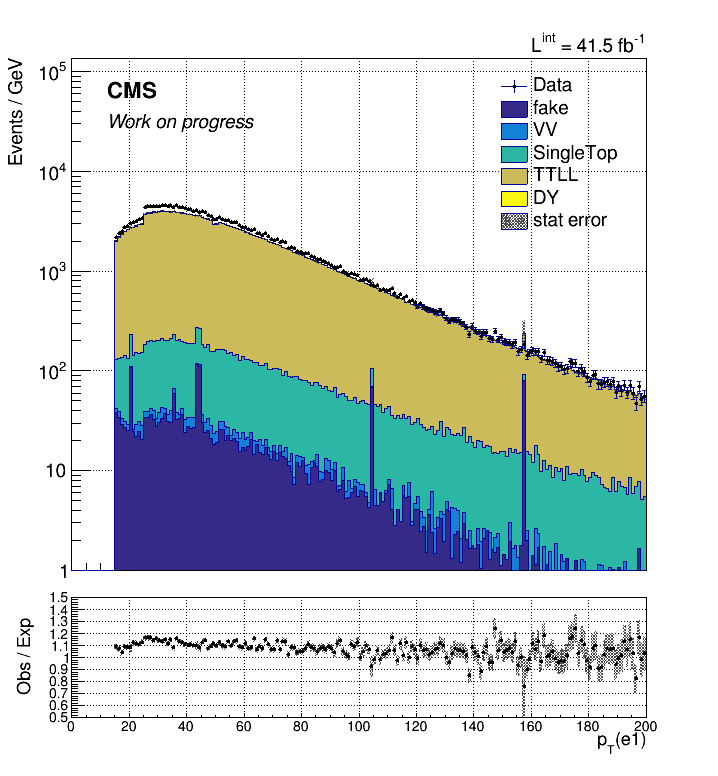 L^int = 41.5 fb^-1
Events / GeV
10^5
10^4
10^3
10^2
10
1
CMS
Work on progress
Data
fake
VV
SingleTop
TTLL
DY
stat error
Obs / Exp
1.5
1.4
1.3
1.2
1.1
1
0.9
0.8
0.7
0.6
0.5
0 20 40 60 80 100 120 140 160 180 200
p_T(e1)